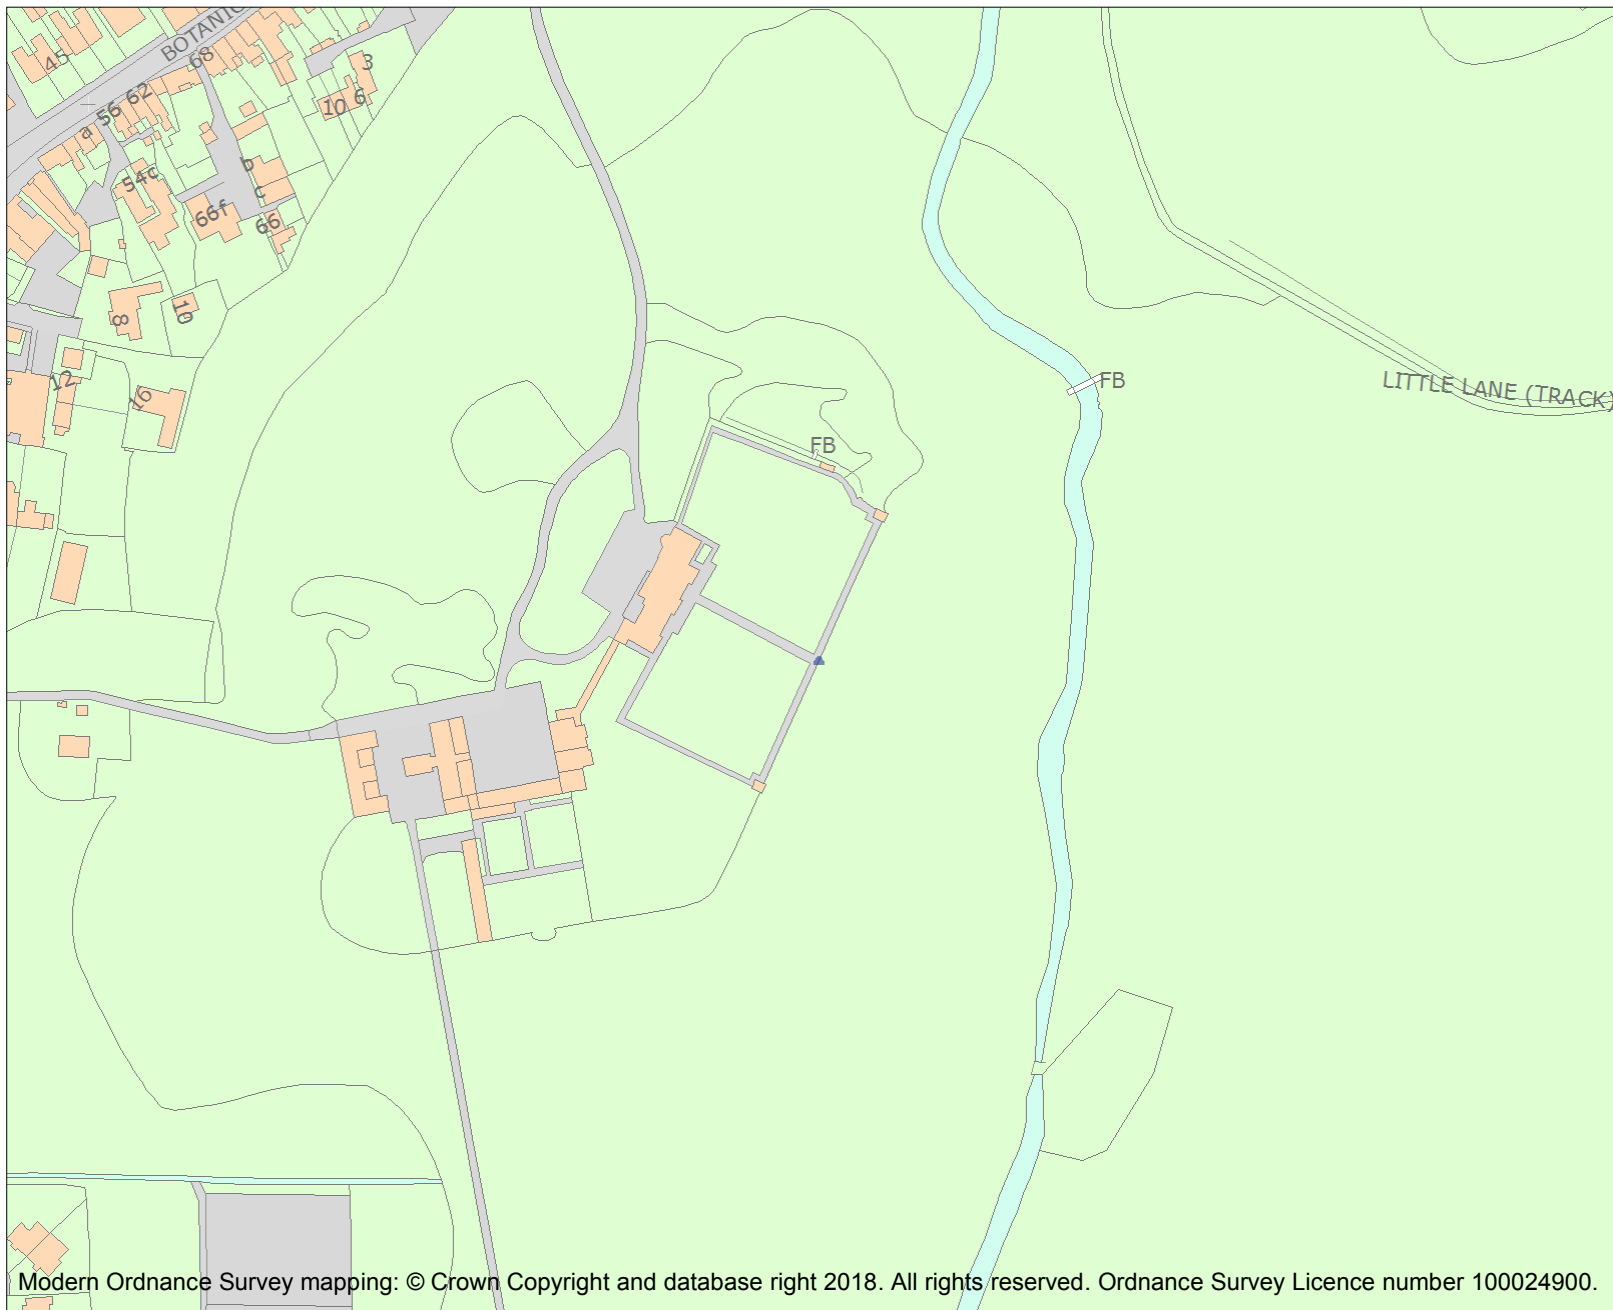 BOTANIC
45
68
3
62
56
a
10
6
b
c
54c
66f
66
8
10
12
16
FB
LITTLE LANE (TRACK)
FB
Modern Ordnance Survey mapping: © Crown Copyright and database right 2018. All rights reserved. Ordnance Survey Licence number 100024900.